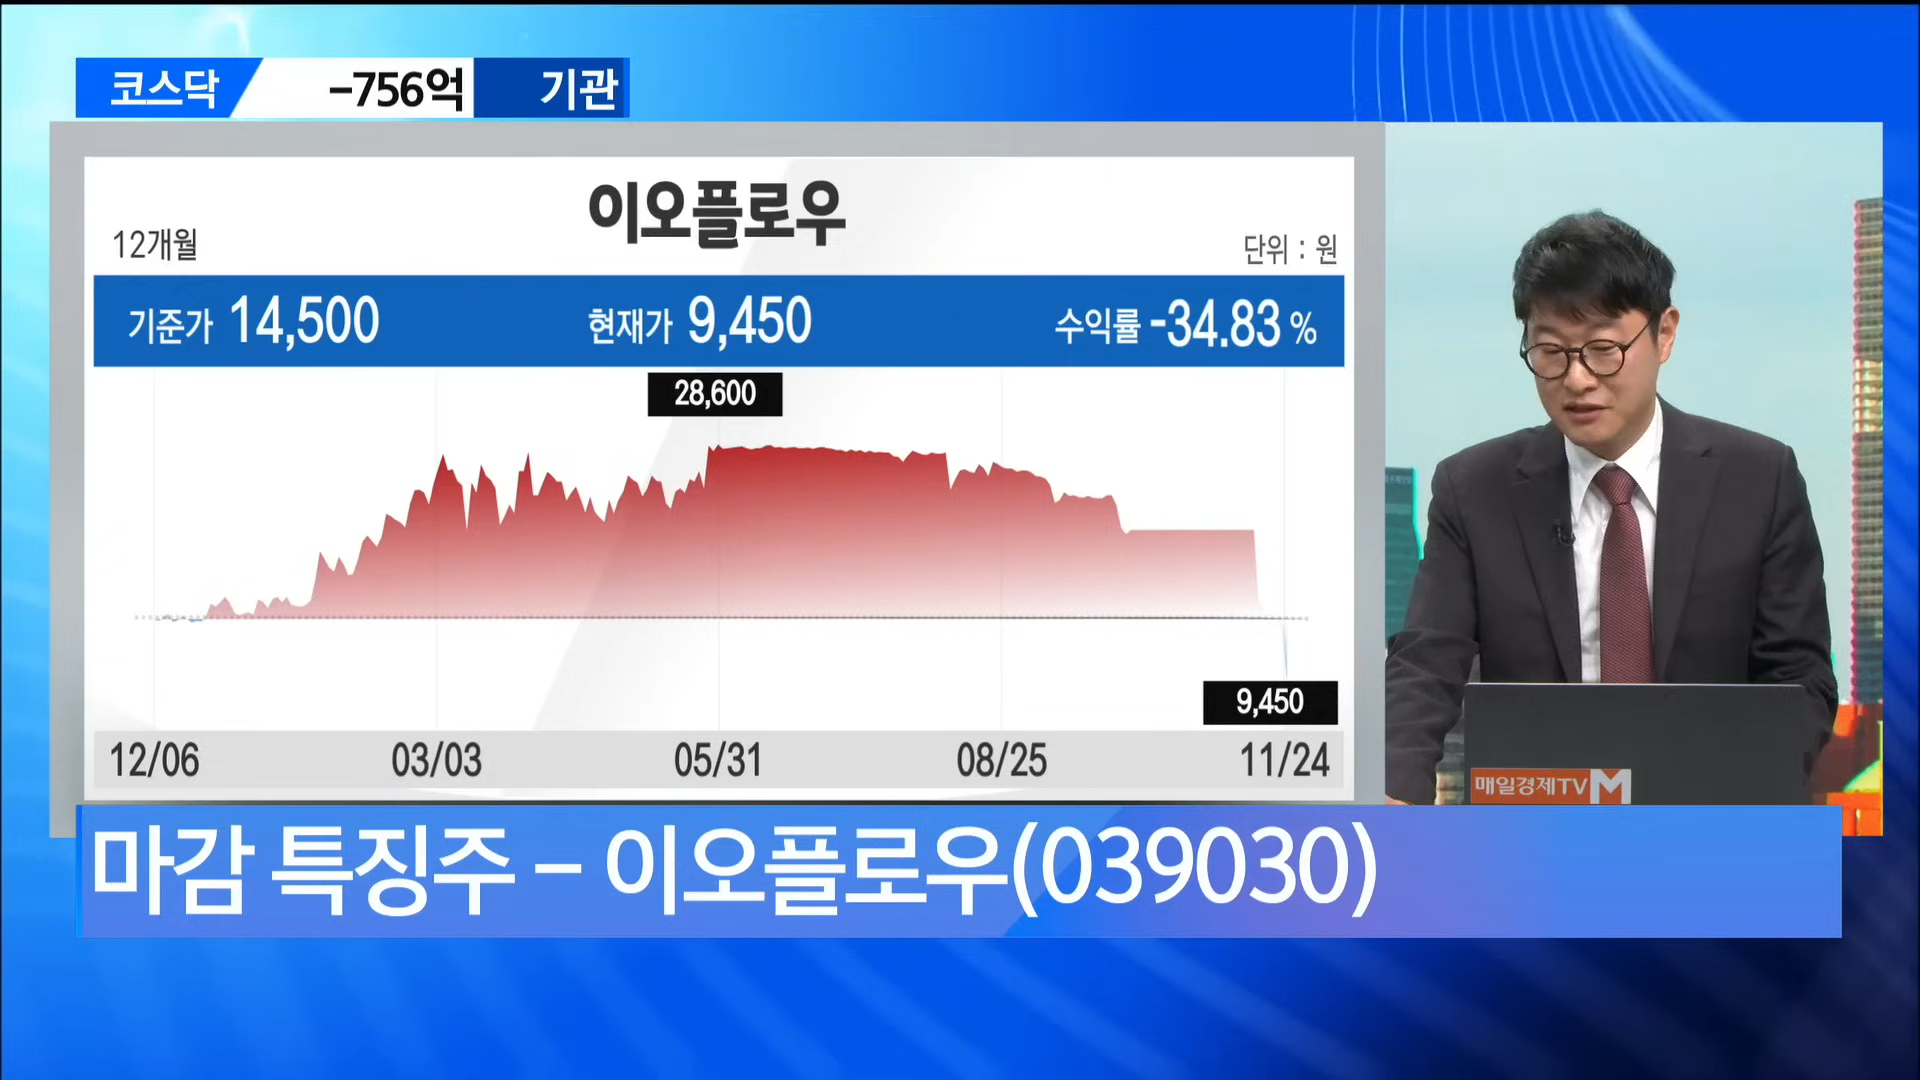 코스닥 -756억 기관
이오플로우
12개월
단위 : 원
기준가 14,500 현재가 9,450 수익률 -34.83 %
28,600
9,450
12/06 03/03 05/31 08/25 11/24
매일경제TV M
마감 특징주 - 이오플로우(039030)